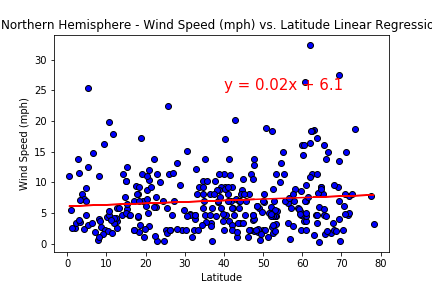 Northern Hemisphere - Wind Speed (mph) vs. Latitude Linear Regressio
y = 0.02x + 6.1
Wind Speed (mph)
30
25
20
15
10
5
0
0 10 20 30 40 50 60 70 80
Latitude